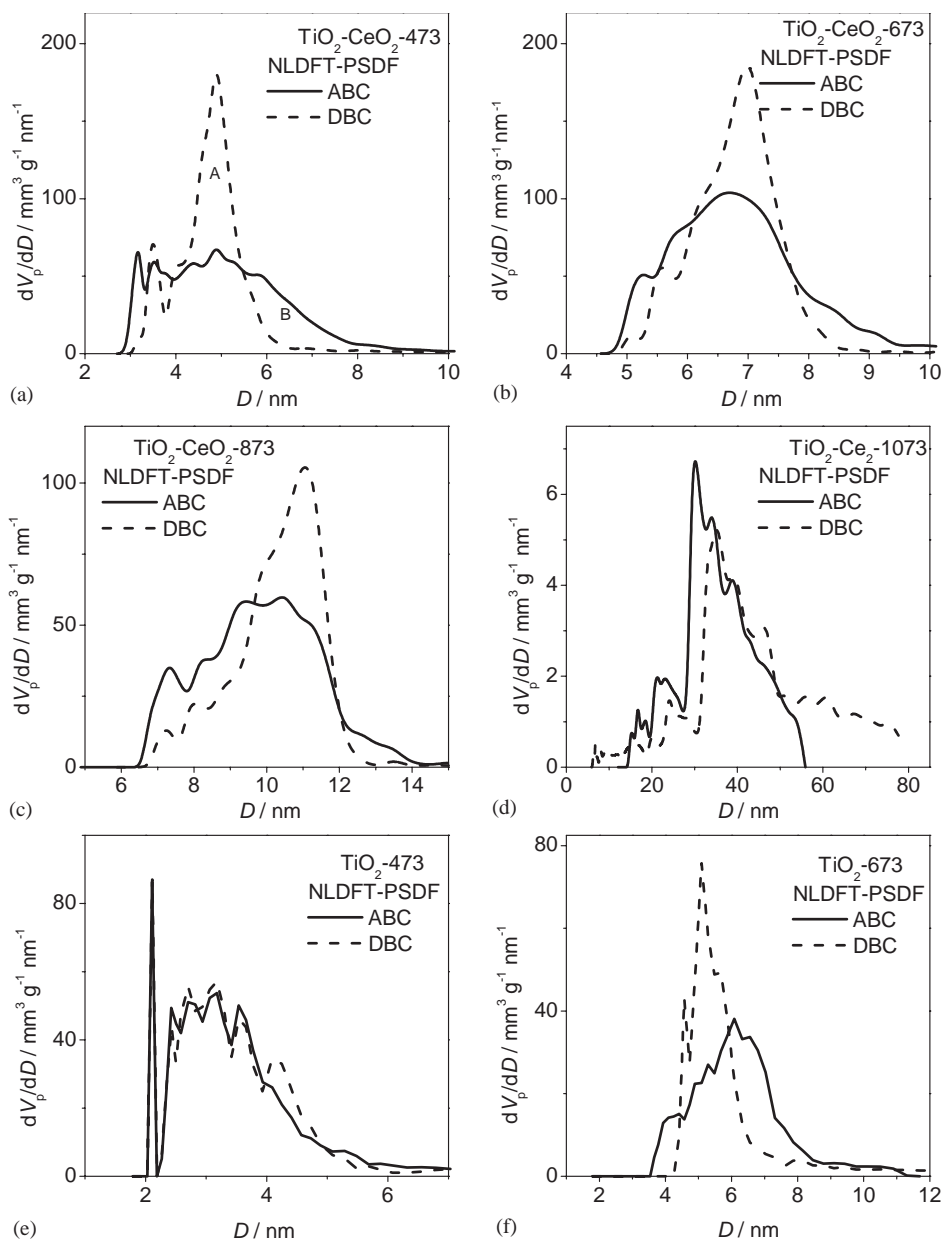 TiO2-CeO2-473
NLDFT-PSDF
ABC
DBC
A
B
200
100
0
2 4 6 8 10
dVp/dD / mm3 g-1 nm-1
D / nm
(a)
TiO2-CeO2-673
NLDFT-PSDF
ABC
DBC
200
100
0
4 5 6 7 8 9 10
dVp/dD / mm3 g-1 nm-1
D / nm
(b)
TiO2-CeO2-873
NLDFT-PSDF
ABC
DBC
100
50
0
6 8 10 12 14
dVp/dD / mm3 g-1 nm-1
D / nm
(c)
TiO2-Ce2-1073
NLDFT-PSDF
ABC
DBC
6
4
2
0
0 20 40 60 80
dVp/dD / mm3 g-1 nm-1
D / nm
(d)
TiO2-473
NLDFT-PSDF
ABC
DBC
80
40
0
2 4 6
dVp/dD / mm3 g-1 nm-1
D / nm
(e)
TiO2-673
NLDFT-PSDF
ABC
DBC
80
40
0
2 4 6 8 10 12
dVp/dD / mm3 g-1 nm-1
D / nm
(f)